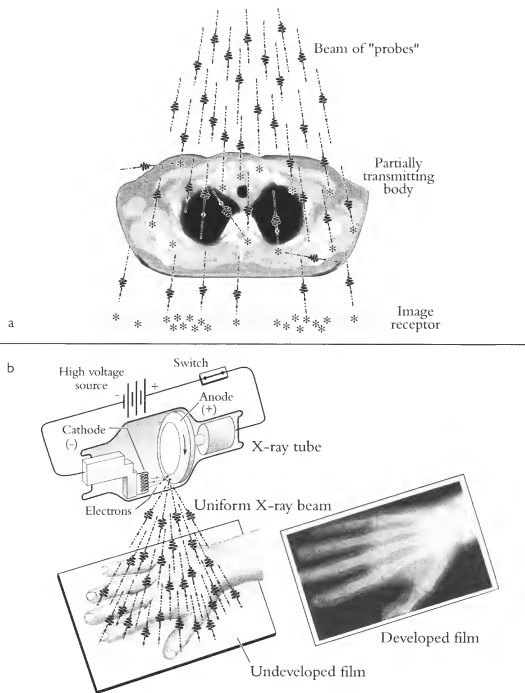 Beam of "probes"
Partially
transmitting
body
Image
receptor
a
b
High voltage
source
-
+
Switch
Anode
(+)
Cathode
(-)
X-ray tube
Electrons
Uniform X-ray beam
Developed film
Undeveloped film